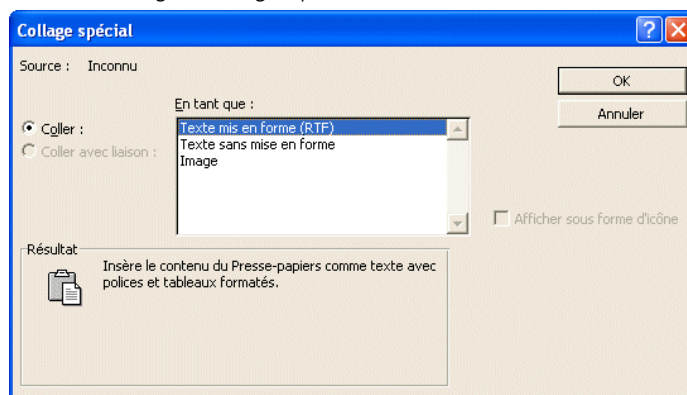 Collage spécial
Source : Inconnu
OK
En tant que :
Annuler
Coller :
Texte mis en forme (RTF)
Coller avec liaison :
Texte sans mise en forme
Image
Afficher sous forme d'icône
Résultat
Insère le contenu du Presse-papiers comme texte avec
polices et tableaux formatés.